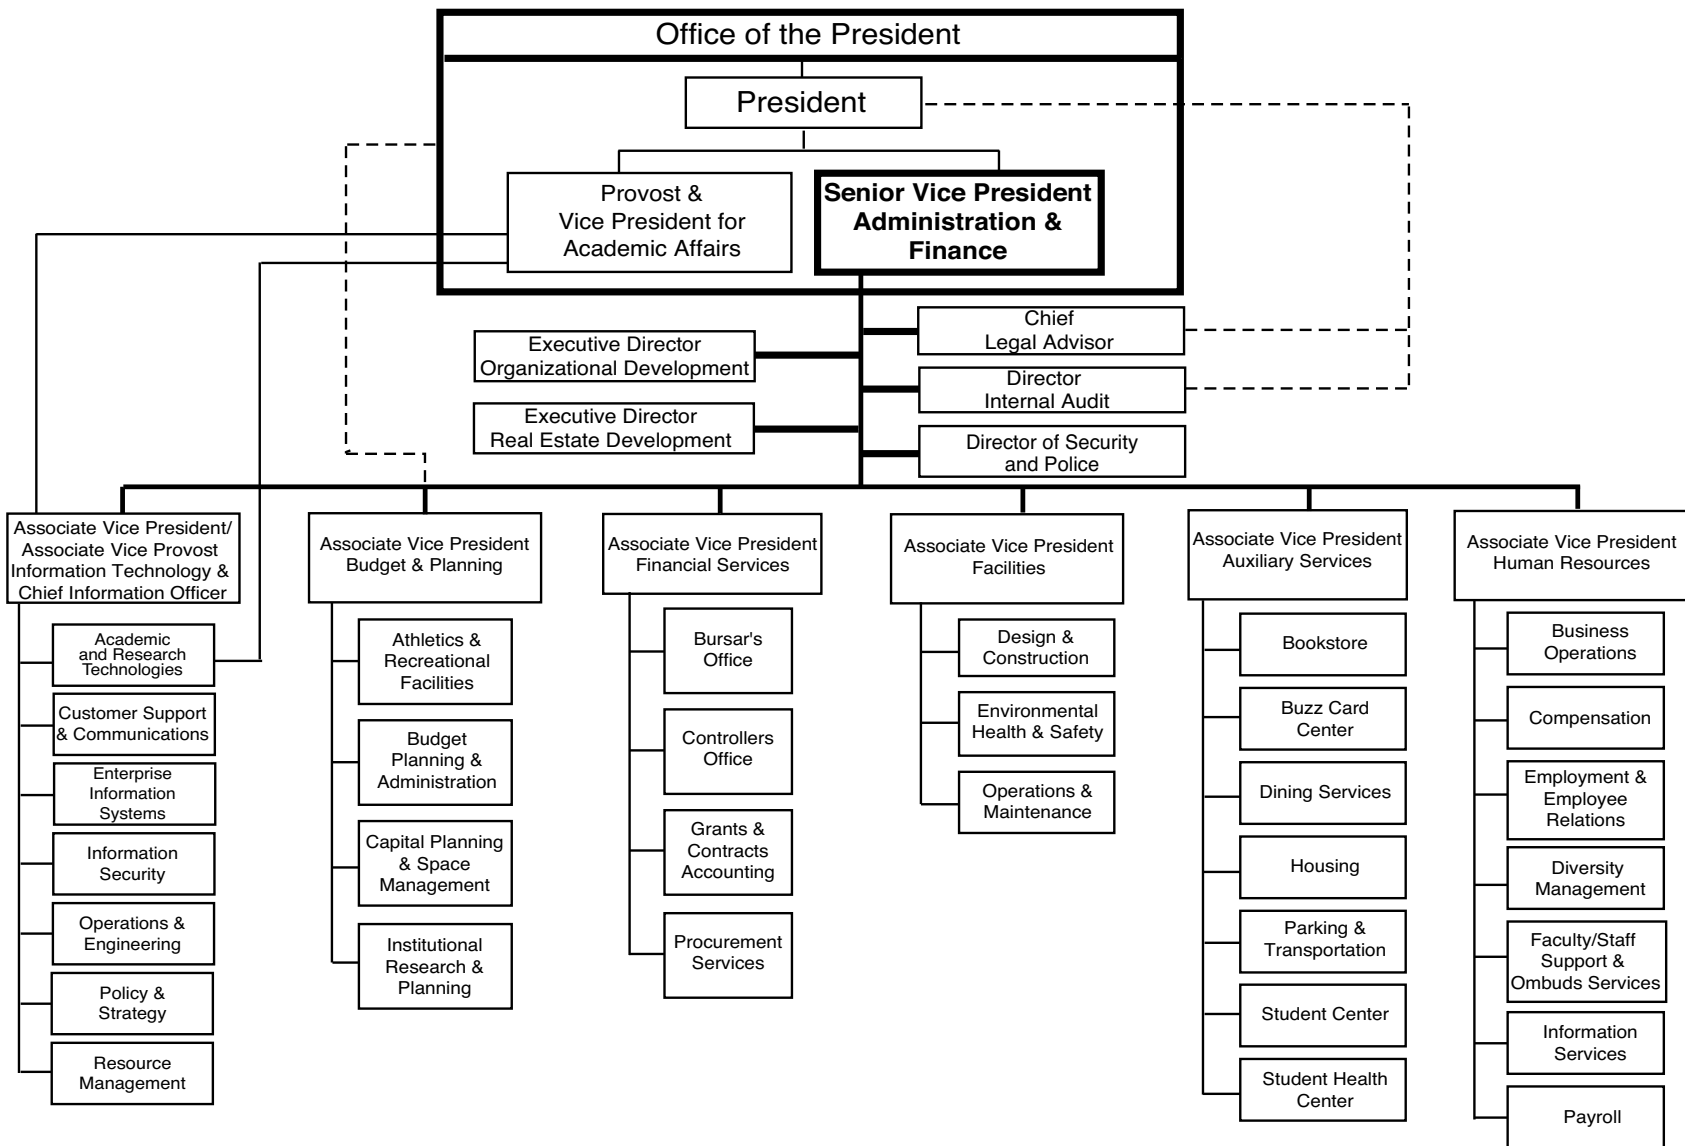 Office of the President
President
Provost &
Vice President for
Academic Affairs
Senior Vice President
Administration &
Finance
Executive Director
Organizational Development
Executive Director
Real Estate Development
Chief
Legal Advisor
Director
Internal Audit
Director of Security
and Police
Associate Vice President/
Associate Vice Provost
Information Technology &
Chief Information Officer
Academic
and Research
Technologies
Customer Support
& Communications
Enterprise
Information
Systems
Information
Security
Operations &
Engineering
Policy &
Strategy
Resource
Management
Associate Vice President
Budget & Planning
Athletics &
Recreational
Facilities
Budget
Planning &
Administration
Capital Planning
& Space
Management
Institutional
Research &
Planning
Associate Vice President
Financial Services
Bursar's
Office
Controllers
Office
Grants &
Contracts
Accounting
Procurement
Services
Associate Vice President
Facilities
Design &
Construction
Environmental
Health & Safety
Operations &
Maintenance
Associate Vice President
Auxiliary Services
Bookstore
Buzz Card
Center
Dining Services
Housing
Parking &
Transportation
Student Center
Student Health
Center
Associate Vice President
Human Resources
Business
Operations
Compensation
Employment &
Employee
Relations
Diversity
Management
Faculty/Staff
Support &
Ombuds Services
Information
Services
Payroll